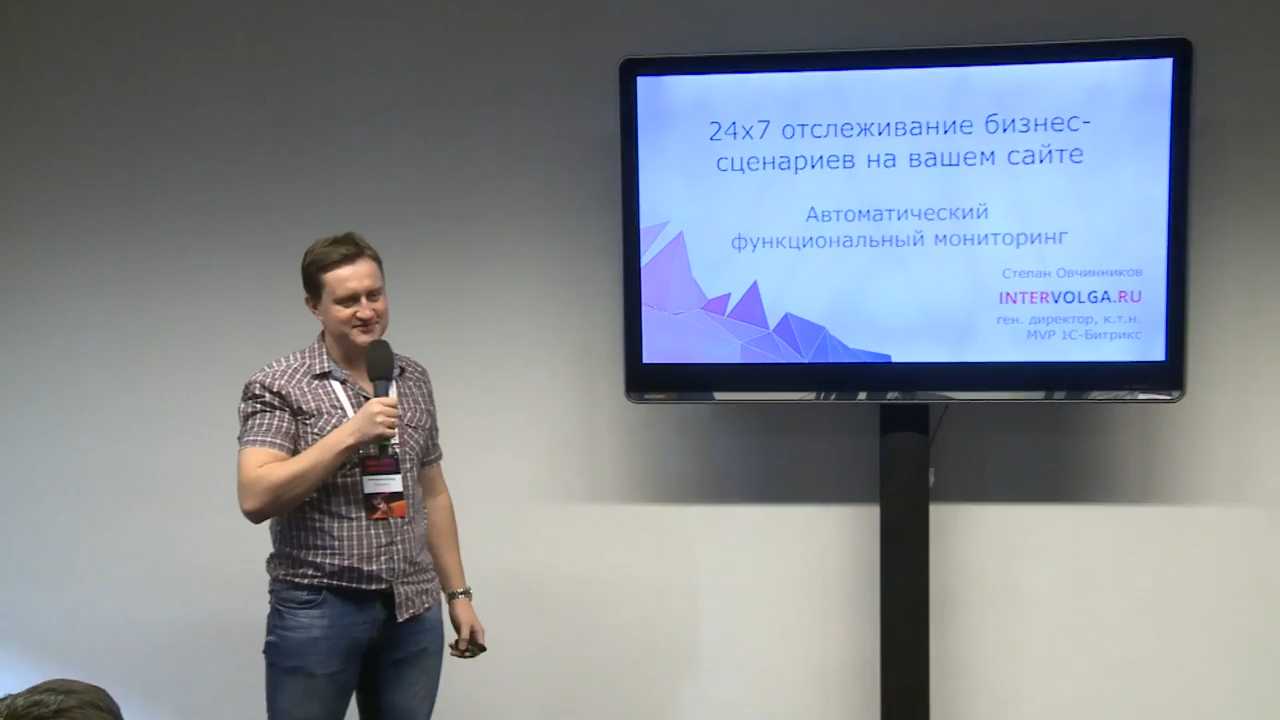 24x7 отслеживание бизнес-
сценариев на вашем сайте
Автоматический
функциональный мониторинг
Степан Овчинников
INTERVOLGA.RU
ген. директор, к.т.н.
MVP 1С-Битрикс